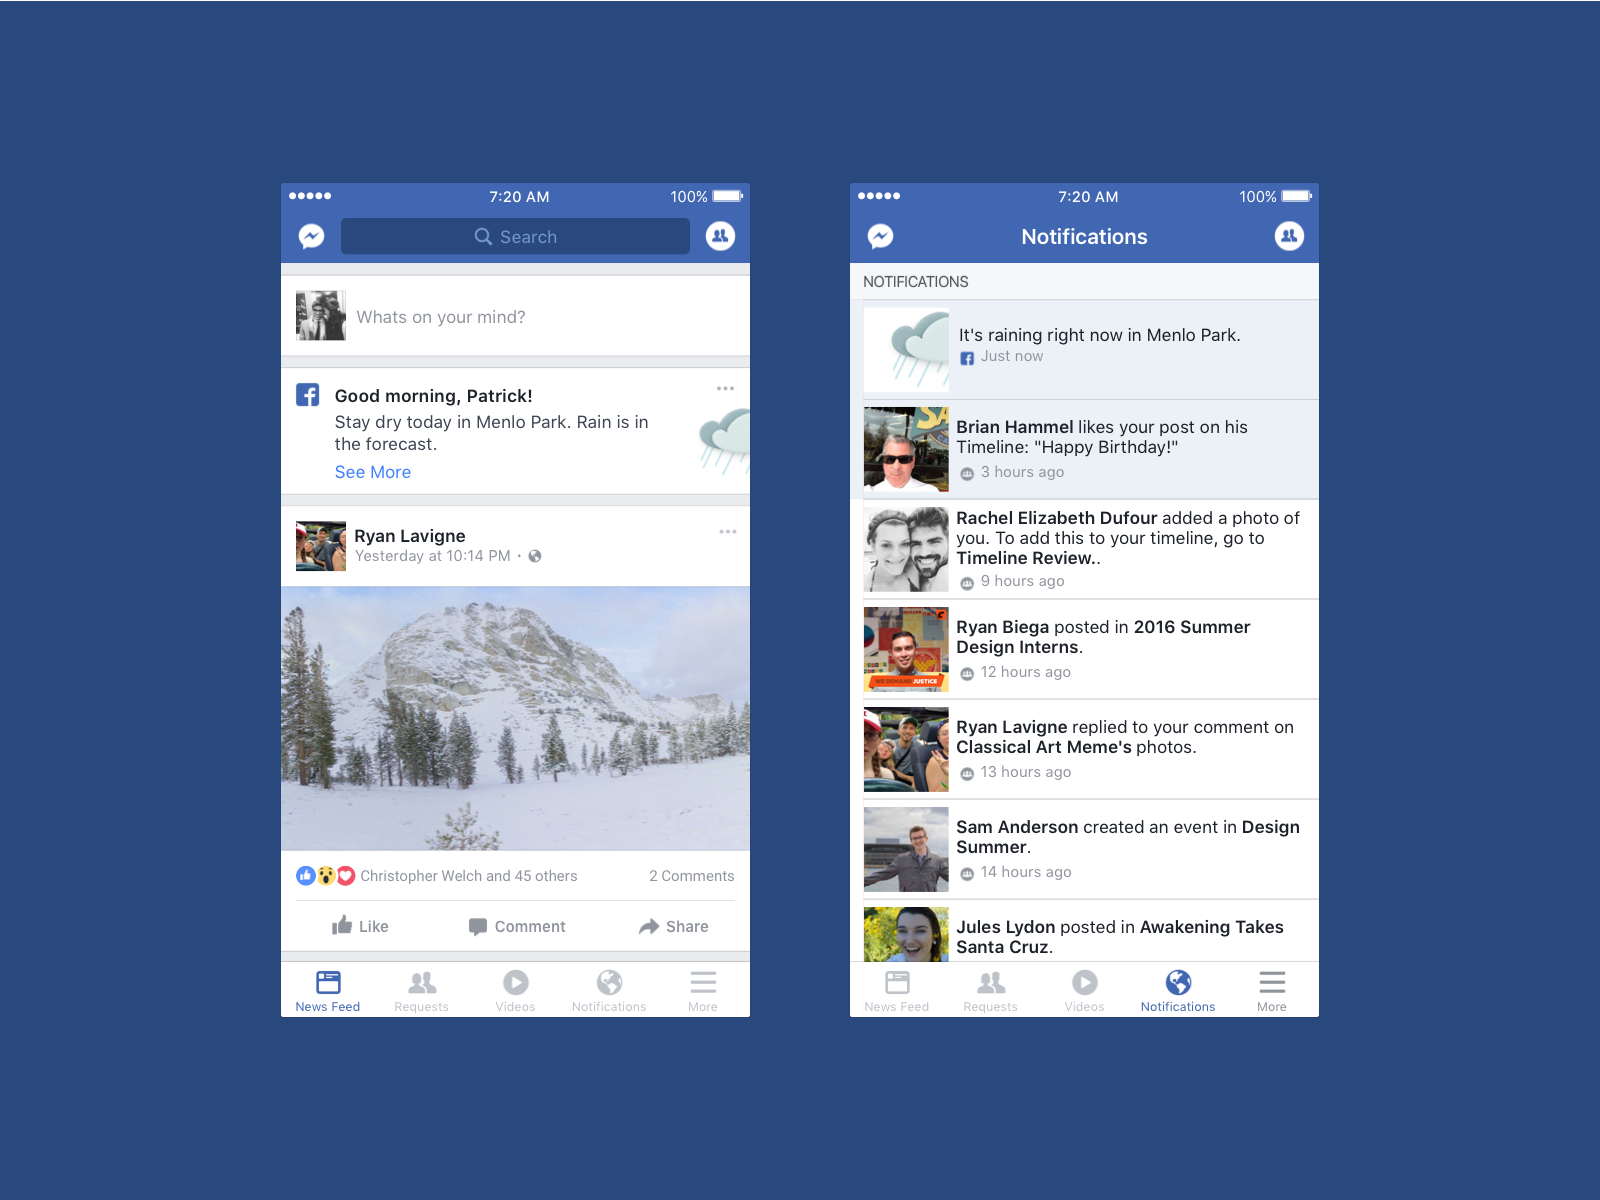 7:20 AM
100%
Search
Whats on your mind?
Good morning, Patrick!
Stay dry today in Menlo Park. Rain is in
the forecast.
See More
Ryan Lavigne
Yesterday at 10:14 PM ·
Christopher Welch and 45 others
2 Comments
Like
Comment
Share
News Feed
Requests
Videos
Notifications
More
7:20 AM
100%
Notifications
NOTIFICATIONS
It's raining right now in Menlo Park.
Just now
Brian Hammel likes your post on his
Timeline: "Happy Birthday!"
3 hours ago
Rachel Elizabeth Dufour added a photo of
you. To add this to your timeline, go to
Timeline Review..
9 hours ago
WE DEMAND JUSTICE
Ryan Biega posted in 2016 Summer
Design Interns.
12 hours ago
Ryan Lavigne replied to your comment on
Classical Art Meme's photos.
13 hours ago
Sam Anderson created an event in Design
Summer.
14 hours ago
Jules Lydon posted in Awakening Takes
Santa Cruz.
News Feed
Requests
Videos
Notifications
More